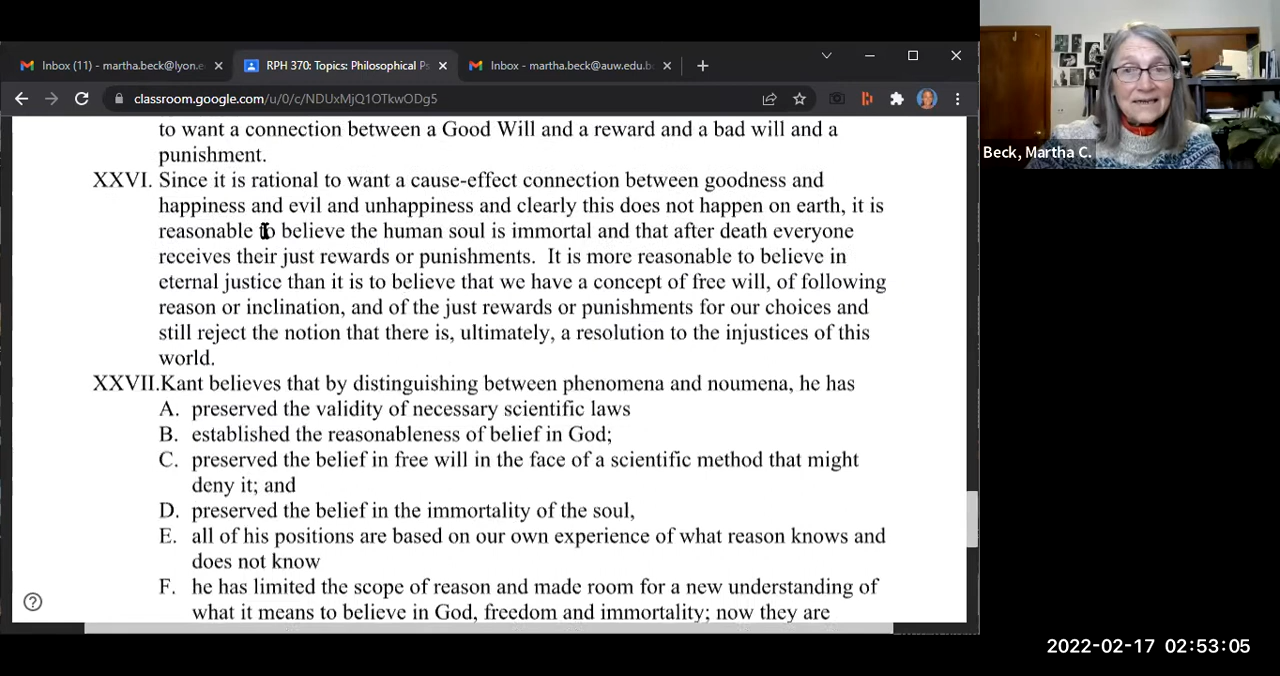 Inbox (11) - martha.beck@lyon.e
RPH 370: Topics: Philosophical Ps
Inbox - martha.beck@auw.edu.bd
classroom.google.com/u/0/c/NDUxMjQ1OTkwODg5
to want a connection between a Good Will and a reward and a bad will and a
punishment.
XXVI. Since it is rational to want a cause-effect connection between goodness and
happiness and evil and unhappiness and clearly this does not happen on earth, it is
reasonable to believe the human soul is immortal and that after death everyone
receives their just rewards or punishments. It is more reasonable to believe in
eternal justice than it is to believe that we have a concept of free will, of following
reason or inclination, and of the just rewards or punishments for our choices and
still reject the notion that there is, ultimately, a resolution to the injustices of this
world.
XXVII.Kant believes that by distinguishing between phenomena and noumena, he has
A. preserved the validity of necessary scientific laws
B. established the reasonableness of belief in God;
C. preserved the belief in free will in the face of a scientific method that might
deny it; and
D. preserved the belief in the immortality of the soul,
E. all of his positions are based on our own experience of what reason knows and
does not know
F. he has limited the scope of reason and made room for a new understanding of
what it means to believe in God, freedom and immortality; now they are
Beck, Martha C.
2022-02-17 02:53:05